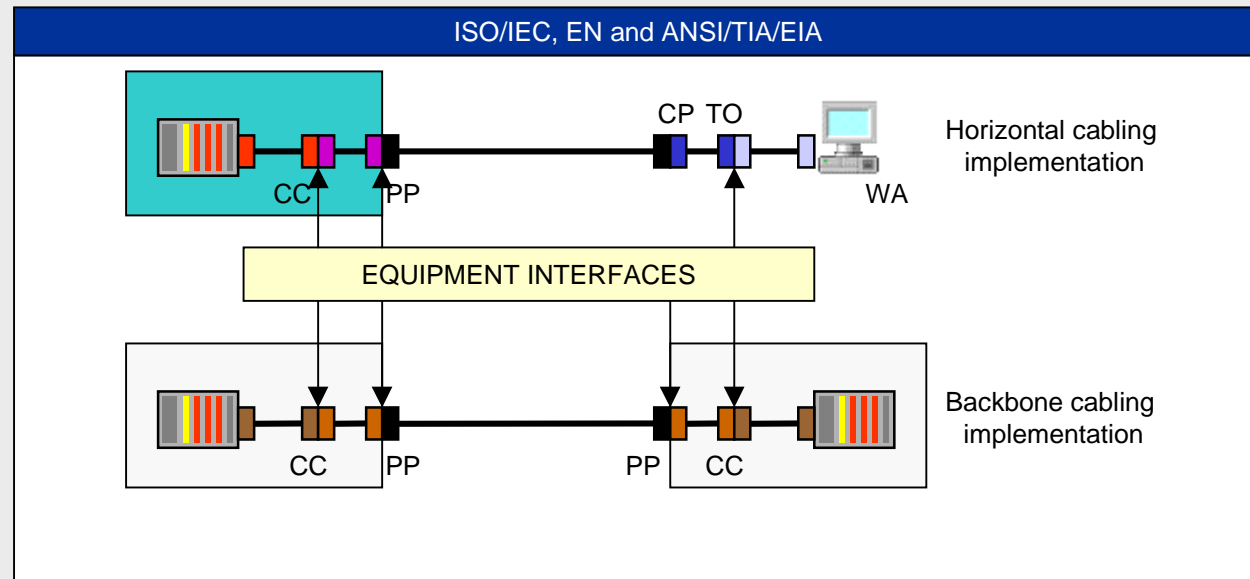 ISO/IEC, EN and ANSI/TIA/EIA
CP TO
Horizontal cabling
implementation
CC PP WA
EQUIPMENT INTERFACES
Backbone cabling
implementation
CC PP PP CC